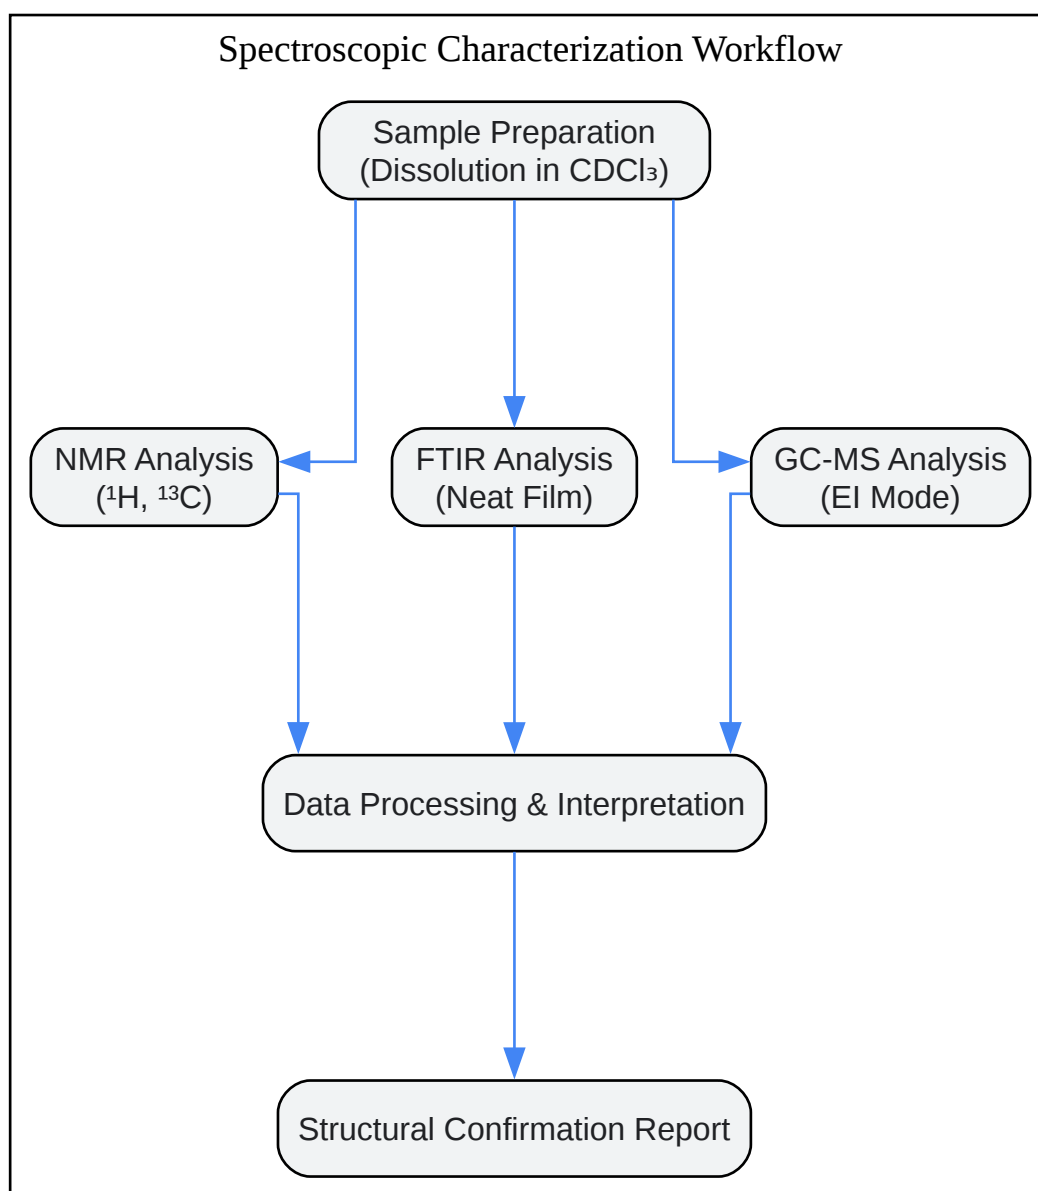 Spectroscopic Characterization Workflow
Sample Preparation
(Dissolution in CDCl₃)
NMR Analysis
(¹H, ¹³C)
FTIR Analysis
(Neat Film)
GC-MS Analysis
(EI Mode)
Data Processing & Interpretation
Structural Confirmation Report